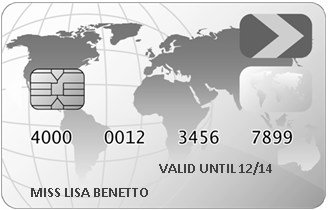 4000 0012 3456 7899
VALID UNTIL 12/14
MISS LISA BENETTO